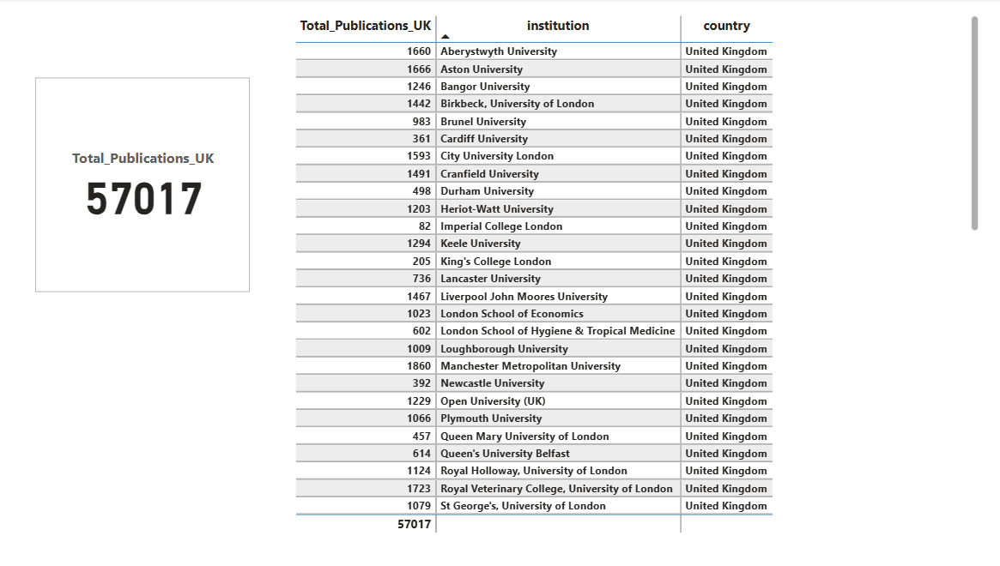 Total_Publications_UK
57017
Total_Publications_UK institution country
1660 Aberystwyth University United Kingdom
1666 Aston University United Kingdom
1246 Bangor University United Kingdom
1442 Birkbeck, University of London United Kingdom
983 Brunel University United Kingdom
361 Cardiff University United Kingdom
1593 City University London United Kingdom
1491 Cranfield University United Kingdom
498 Durham University United Kingdom
1203 Heriot-Watt University United Kingdom
82 Imperial College London United Kingdom
1294 Keele University United Kingdom
205 King's College London United Kingdom
736 Lancaster University United Kingdom
1467 Liverpool John Moores University United Kingdom
1023 London School of Economics United Kingdom
602 London School of Hygiene & Tropical Medicine United Kingdom
1009 Loughborough University United Kingdom
1860 Manchester Metropolitan University United Kingdom
392 Newcastle University United Kingdom
1229 Open University (UK) United Kingdom
1066 Plymouth University United Kingdom
457 Queen Mary University of London United Kingdom
614 Queen's University Belfast United Kingdom
1124 Royal Holloway, University of London United Kingdom
1723 Royal Veterinary College, University of London United Kingdom
1079 St George's, University of London United Kingdom
57017